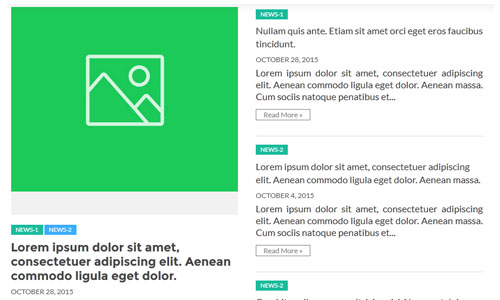 NEWS-1 NEWS-2
Lorem ipsum dolor sit amet,
consectetuer adipiscing elit. Aenean
commodo ligula eget dolor.
OCTOBER 28, 2015
NEWS-1
Nullam quis ante. Etiam sit amet orci eget eros faucibus
tincidunt.
OCTOBER 28, 2015
Lorem ipsum dolor sit amet, consectetuer adipiscing
elit. Aenean commodo ligula eget dolor. Aenean massa.
Cum sociis natoque penatibus et...
Read More »
NEWS-2
Lorem ipsum dolor sit amet, consectetuer adipiscing
elit. Aenean commodo ligula eget dolor. Aenean massa.
OCTOBER 4, 2015
Lorem ipsum dolor sit amet, consectetuer adipiscing
elit. Aenean commodo ligula eget dolor. Aenean massa.
Cum sociis natoque penatibus et...
Read More »
NEWS-2